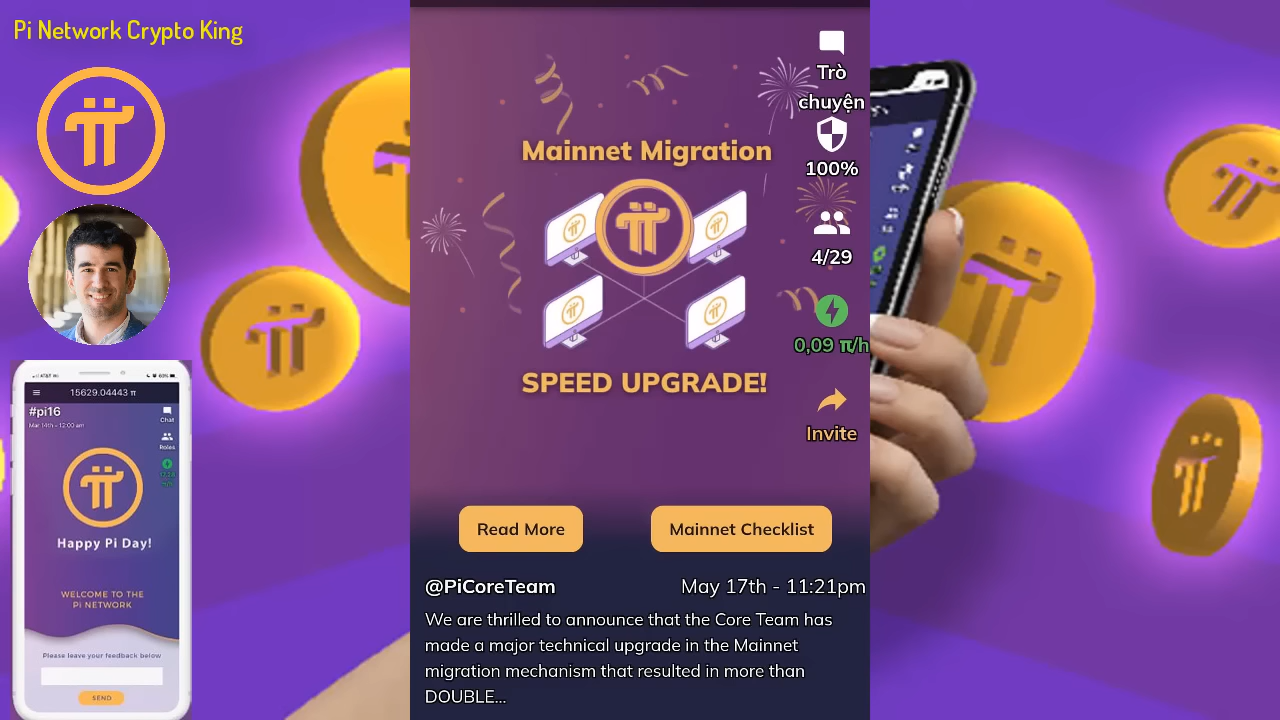 Pi Network Crypto King
15629.04443 π
#pi16
Mar 14th - 12:00 am
Chat
Roles
Happy Pi Day!
WELCOME TO THE
Pi NETWORK
Please leave your feedback below
SEND
Mainnet Migration
SPEED UPGRADE!
Trò
chuyện
100%
4/29
0,09 π/h
Invite
Read More
Mainnet Checklist
@PiCoreTeam
May 17th - 11:21pm
We are thrilled to announce that the Core Team has
made a major technical upgrade in the Mainnet
migration mechanism that resulted in more than
DOUBLE...